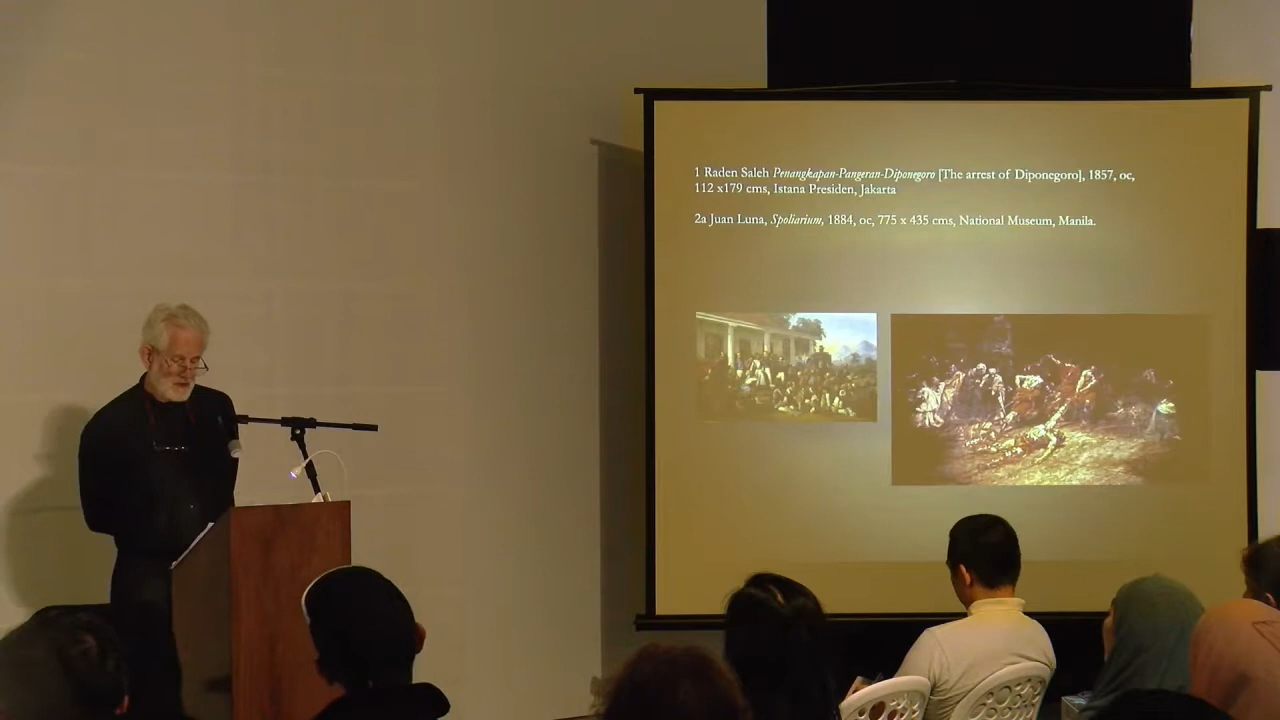 1 Raden Saleh Penangkapan-Pangeran-Diponegoro [The arrest of Diponegoro], 1857, oc,
112 x179 cms, Istana Presiden, Jakarta
2a Juan Luna, Spoliarium, 1884, oc, 775 x 435 cms, National Museum, Manila.